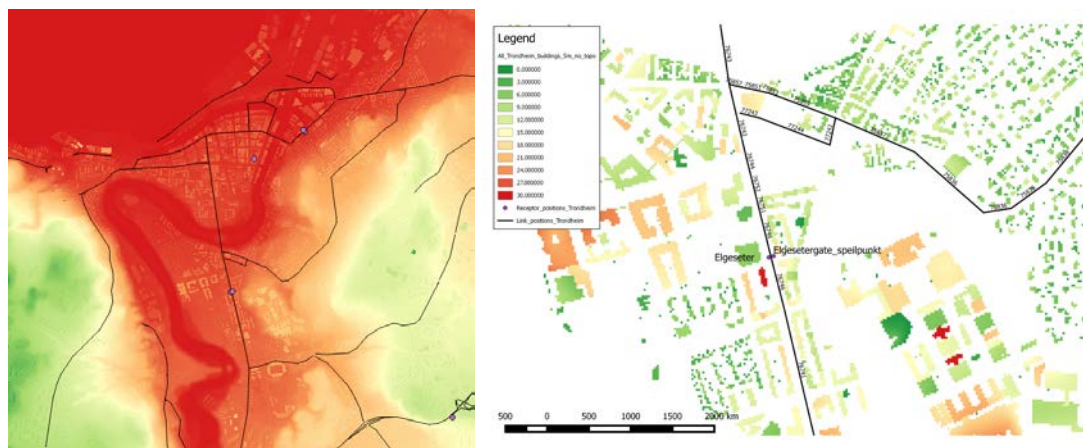 Legend
All_Trondheim_buildings_5m_no_topo
0.000000
3.000000
6.000000
9.000000
12.000000
15.000000
18.000000
21.000000
24.000000
27.000000
30.000000
Receptor_positions_Trondheim
Link_positions_Trondheim
Elgeseter
Elgesetergate_speilpunkt
500 0 500 1000 1500 2000 km